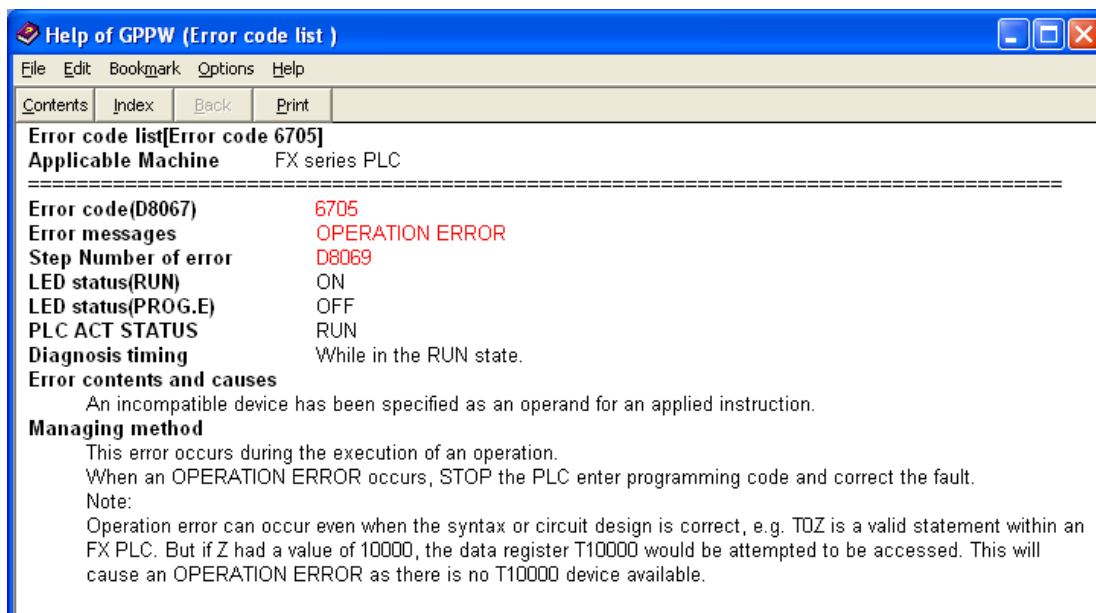 Help of GPPW (Error code list )
File Edit Bookmark Options Help
Contents Index Back Print
Error code list[Error code 6705]
Applicable Machine FX series PLC
=====================================================================================
Error code(D8067) 6705
Error messages OPERATION ERROR
Step Number of error D8069
LED status(RUN) ON
LED status(PROG.E) OFF
PLC ACT STATUS RUN
Diagnosis timing While in the RUN state.
Error contents and causes
An incompatible device has been specified as an operand for an applied instruction.
Managing method
This error occurs during the execution of an operation.
When an OPERATION ERROR occurs, STOP the PLC enter programming code and correct the fault.
Note:
Operation error can occur even when the syntax or circuit design is correct, e.g. T0Z is a valid statement within an
FX PLC. But if Z had a value of 10000, the data register T10000 would be attempted to be accessed. This will
cause an OPERATION ERROR as there is no T10000 device available.